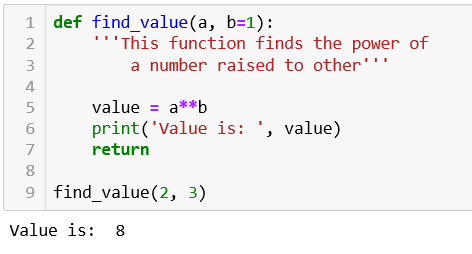 1 def find_value(a, b=1):
2     '''This function finds the power of
3         a number raised to other'''
4
5     value = a**b
6     print('Value is: ', value)
7     return
8
9 find_value(2, 3)
Value is:  8